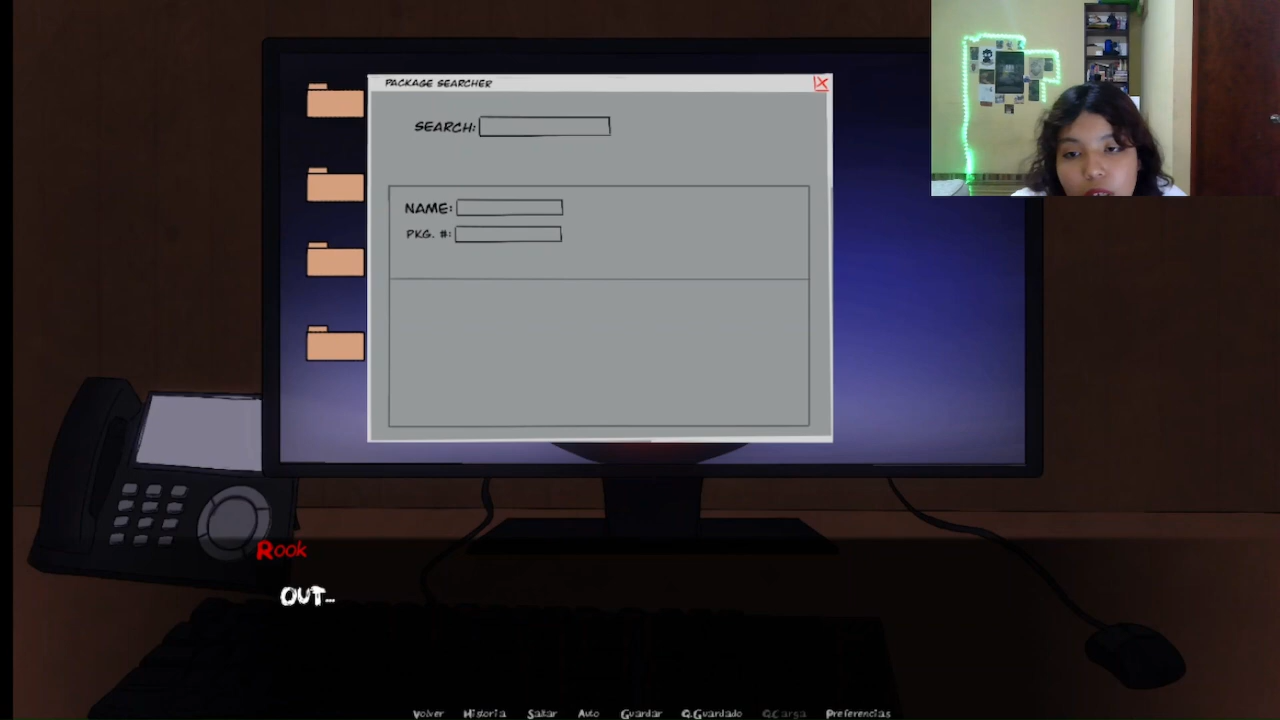 PACKAGE SEARCHER
SEARCH:
NAME:
PKG. #:
Rook
OUT...
Volver Historia Saltar Auto Guardar Q.Guardado Q.Carga Preferencias